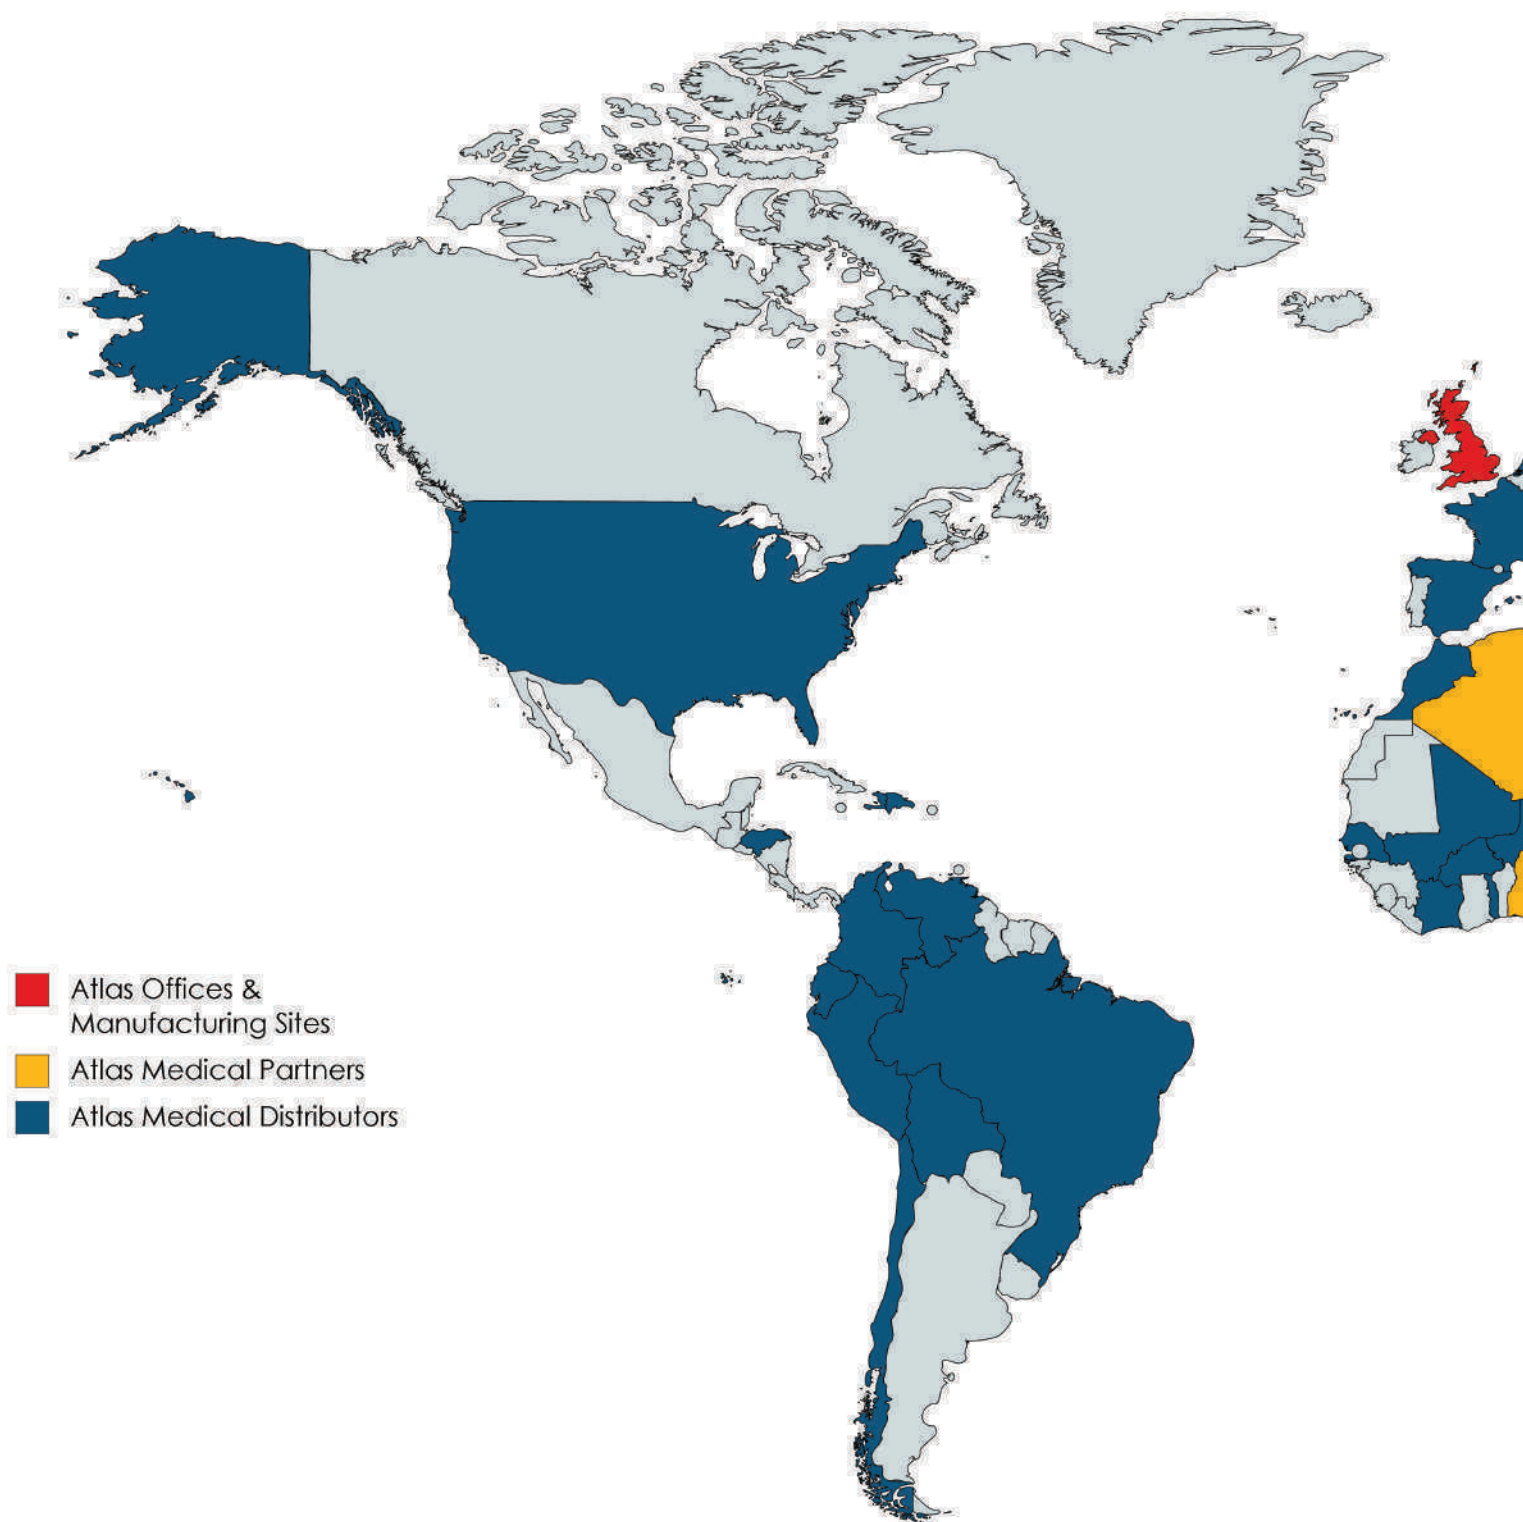 Atlas Offices &
Manufacturing Sites
Atlas Medical Partners
Atlas Medical Distributors